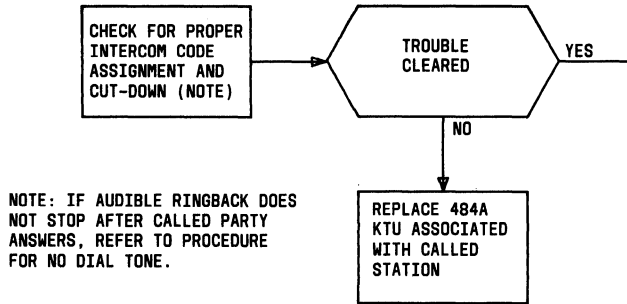 CHECK FOR PROPER
INTERCOM CODE
ASSIGNMENT AND
CUT-DOWN (NOTE)
TROUBLE
CLEARED
YES
NO
NOTE: IF AUDIBLE RINGBACK DOES
NOT STOP AFTER CALLED PARTY
ANSWERS, REFER TO PROCEDURE
FOR NO DIAL TONE.
REPLACE 484A
KTU ASSOCIATED
WITH CALLED
STATION